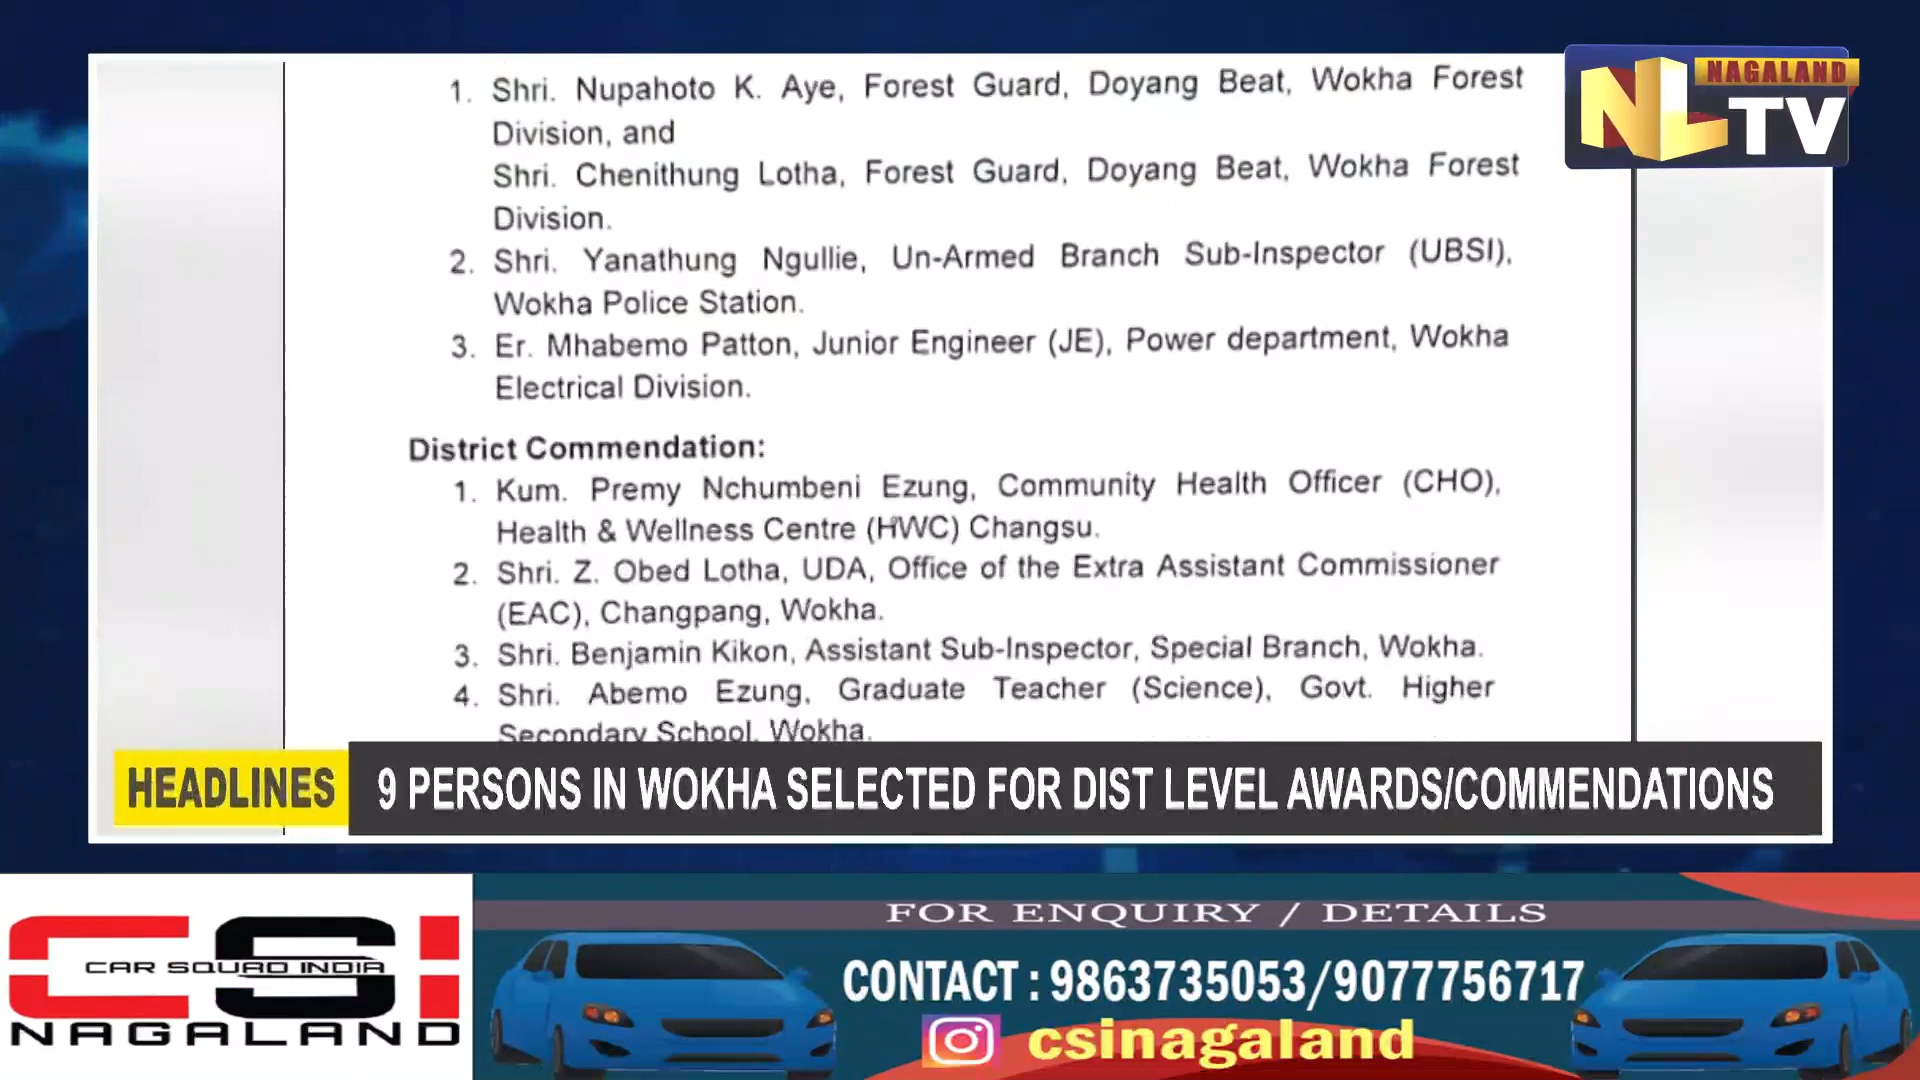 NAGALAND
NL TV
1. Shri. Nupahoto K. Aye, Forest Guard, Doyang Beat, Wokha Forest
Division, and
Shri. Chenithung Lotha, Forest Guard, Doyang Beat, Wokha Forest
Division.
2. Shri. Yanathung Ngullie, Un-Armed Branch Sub-Inspector (UBSI),
Wokha Police Station.
3. Er. Mhabemo Patton, Junior Engineer (JE), Power department, Wokha
Electrical Division.
District Commendation:
1. Kum. Premy Nchumbeni Ezung, Community Health Officer (CHO),
Health & Wellness Centre (HWC) Changsu.
2. Shri. Z. Obed Lotha, UDA, Office of the Extra Assistant Commissioner
(EAC), Changpang, Wokha.
3. Shri. Benjamin Kikon, Assistant Sub-Inspector, Special Branch, Wokha.
4. Shri. Abemo Ezung, Graduate Teacher (Science), Govt. Higher
Secondary School, Wokha.
HEADLINES 9 PERSONS IN WOKHA SELECTED FOR DIST LEVEL AWARDS/COMMENDATIONS
CSI
CAR SQUAD INDIA
NAGALAND
FOR ENQUIRY / DETAILS
CONTACT : 9863735053/9077756717
csinagaland